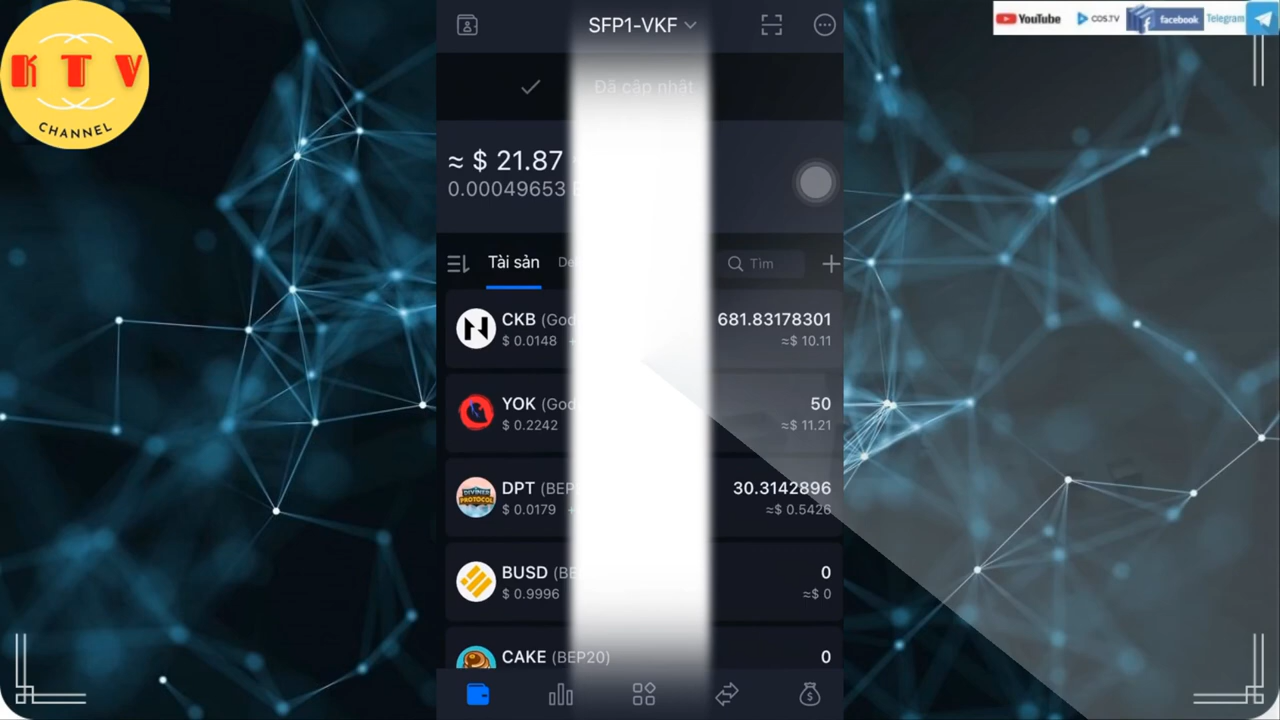 K T V
CHANNEL
YouTube
COS.TV
facebook
Telegram
SFP1-VKF
Đã cập nhật
≈ $ 21.87
0.00049653
Tài sản
Tìm
CKB
681.83178301
$ 0.0148
≈$ 10.11
YOK
50
$ 0.2242
≈$ 11.21
DPT
30.3142896
$ 0.0179
≈$ 0.5426
DIVINER
PROTOCOL
BUSD
0
$ 0.9996
≈$ 0
CAKE (BEP20)
0